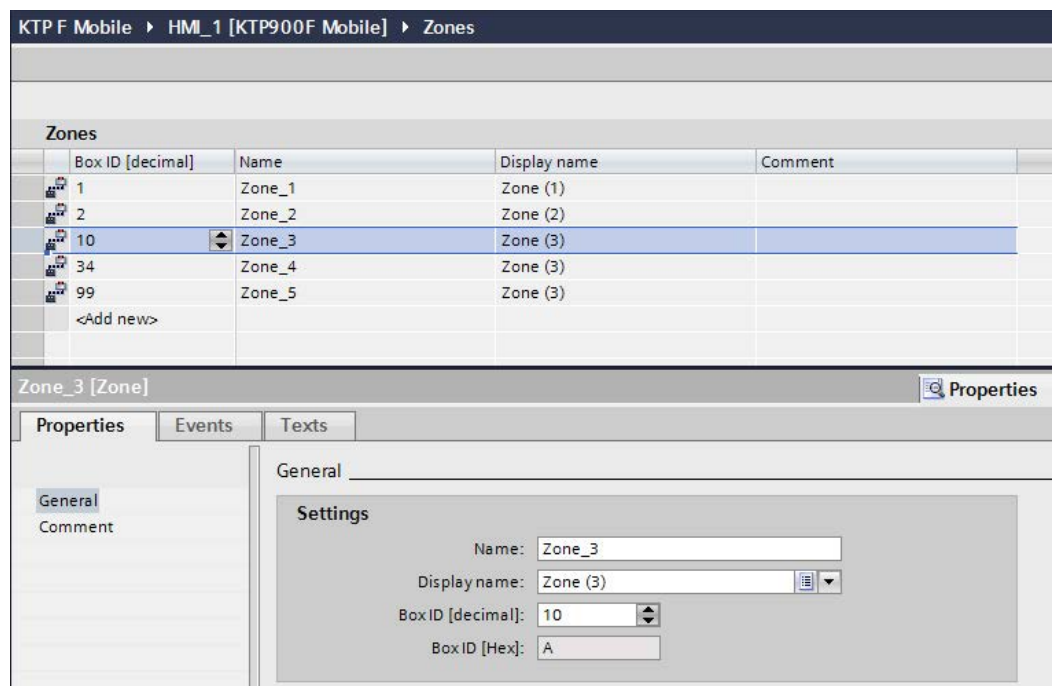 KTP F Mobile ▸ HMI_1 [KTP900F Mobile] ▸ Zones
Zones
Box ID [decimal] Name Display name Comment
1 Zone_1 Zone (1)
2 Zone_2 Zone (2)
10 Zone_3 Zone (3)
34 Zone_4 Zone (3)
99 Zone_5 Zone (3)
<Add new>
Zone_3 [Zone] Properties
Properties Events Texts
General
General
Comment
Settings
Name: Zone_3
Display name: Zone (3)
Box ID [decimal]: 10
Box ID [Hex]: A